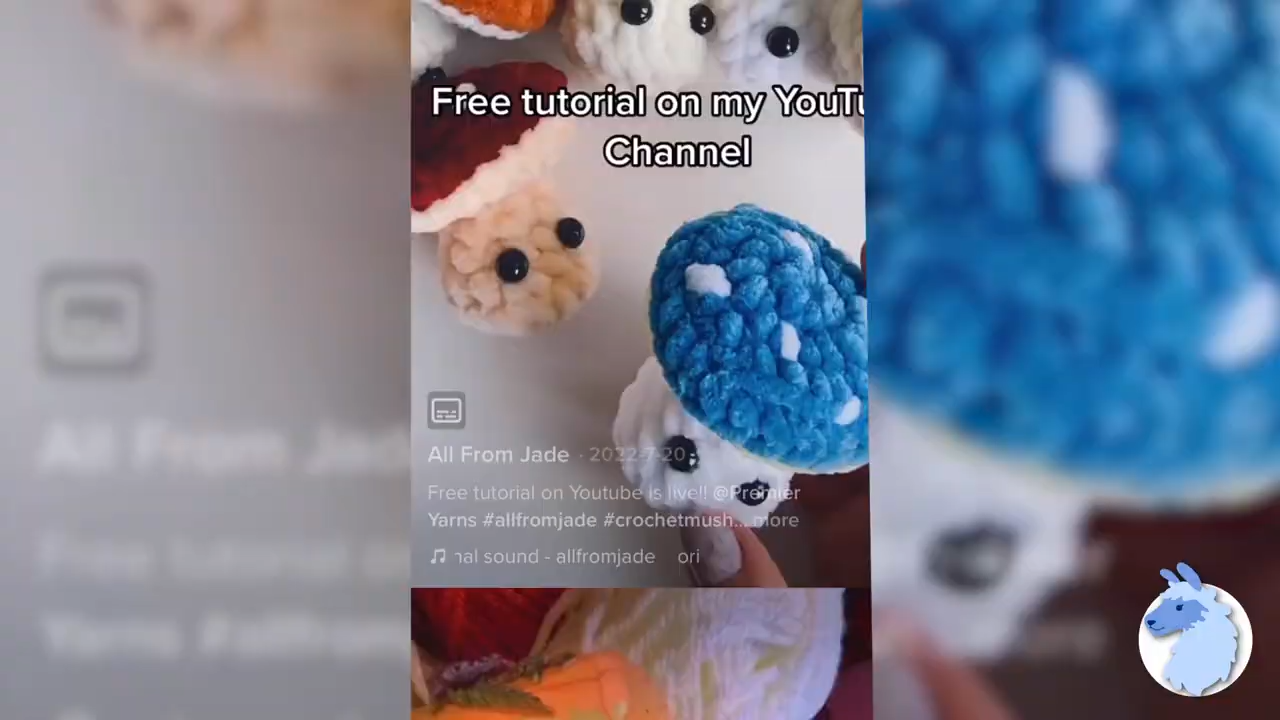 Free tutorial on my YouTu
Channel
All From Jade · 2022-7-20
Free tutorial on Youtube is live!! @Premier
Yarns #allfromjade #crochetmush... more
nal sound - allfromjade ori